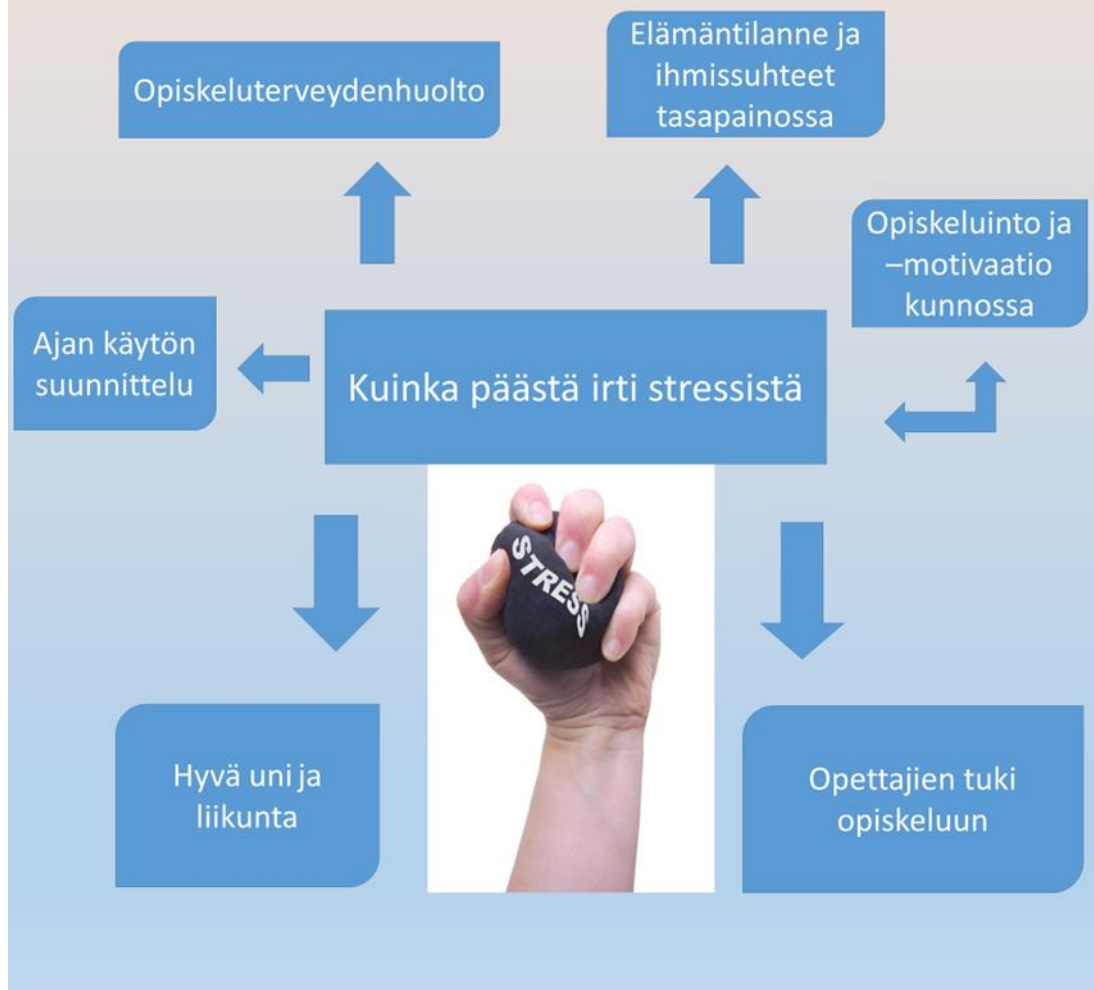 Opiskeluterveydenhuolto
Elämäntilanne ja
ihmissuhteet
tasapainossa
Opiskeluinto ja
–motivaatio
kunnossa
Ajan käytön
suunnittelu
Kuinka päästä irti stressistä
STRESS
Hyvä uni ja
liikunta
Opettajien tuki
opiskeluun